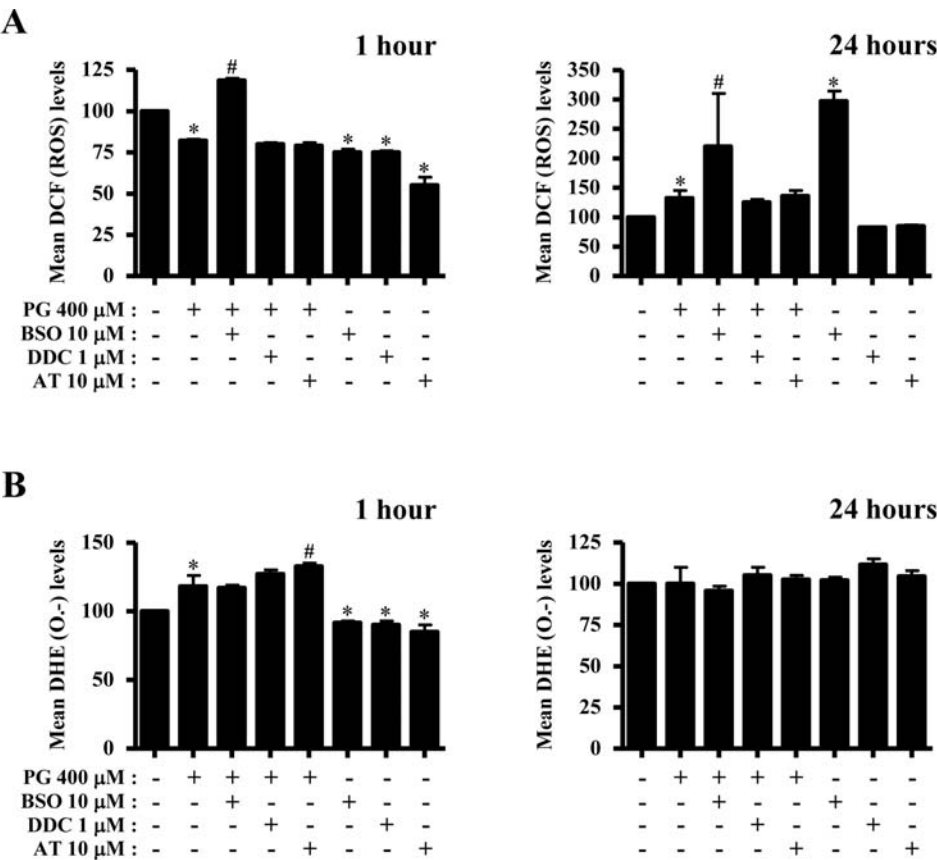 A
1 hour
Mean DCF (ROS) levels
125
100
75
50
25
0
# * * * *
PG 400 µM : - + + + + - - -
BSO 10 µM : - - + - - + - -
DDC 1 µM : - - - + - - + -
AT 10 µM : - - - - + - - +
24 hours
Mean DCF (ROS) levels
350
300
250
200
150
100
50
0
* # *
- + + + + - - -
- - + - - + - -
- - - + - - + -
- - - - + - - +
B
1 hour
Mean DHE (O.-) levels
150
100
50
0
* # * * *
PG 400 µM : - + + + + - - -
BSO 10 µM : - - + - - + - -
DDC 1 µM : - - - + - - + -
AT 10 µM : - - - - + - - +
24 hours
Mean DHE (O.-) levels
125
100
75
50
25
0
- + + + + - - -
- - + - - + - -
- - - + - - + -
- - - - + - - +